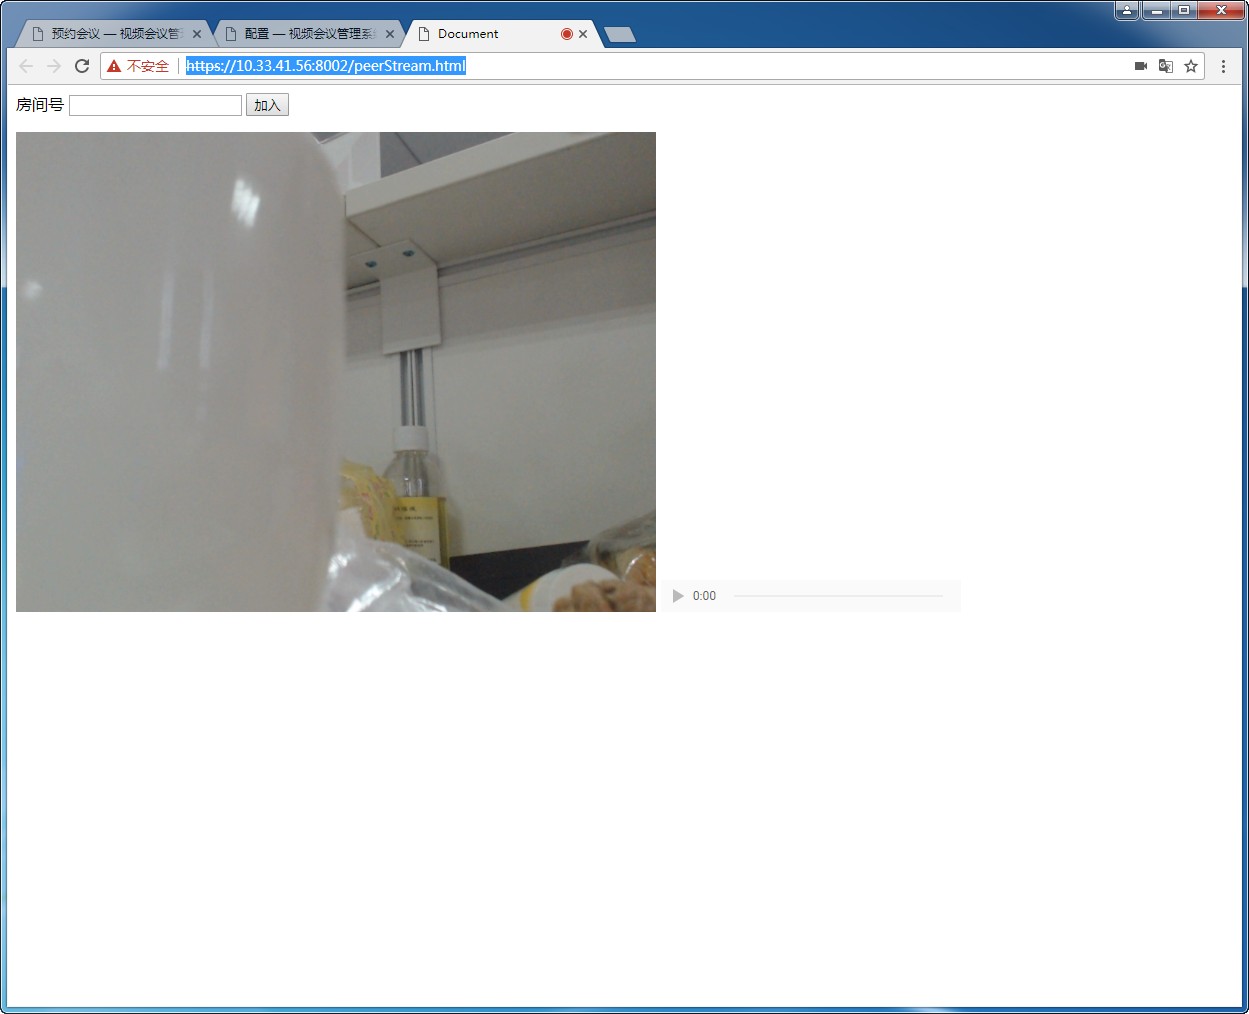 预约会议 — 视频会议管理
配置 — 视频会议管理系
Document
不安全
https://10.33.41.56:8002/peerStream.html
房间号
加入
0:00